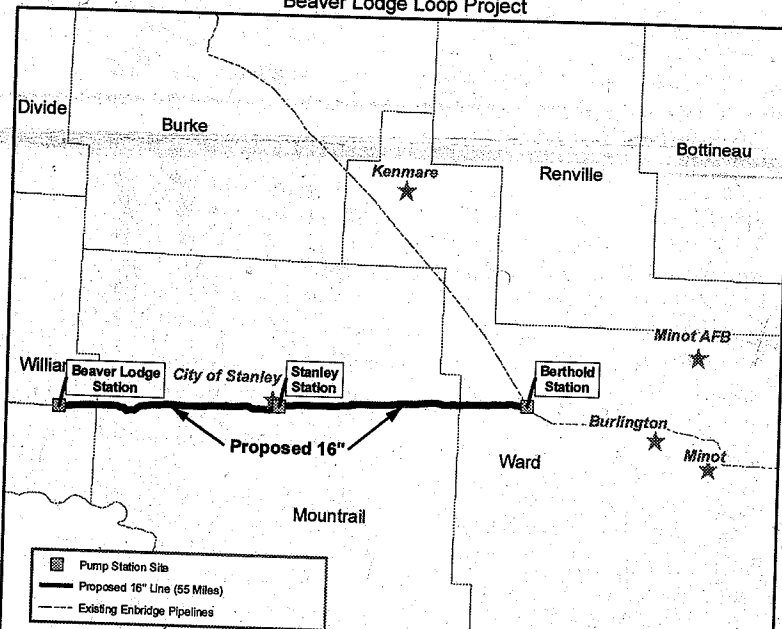 Beaver Lodge Loop Project
Divide
Burke
Bottineau
Kenmare
Renville
Minot AFB
Beaver Lodge
Station
City of Stanley
Stanley
Station
Berthold
Station
Burlington
Proposed 16"
Ward
Minot
Mountrail
Pump Station Site
Proposed 16" Line (55 Miles)
Existing Enbridge Pipelines